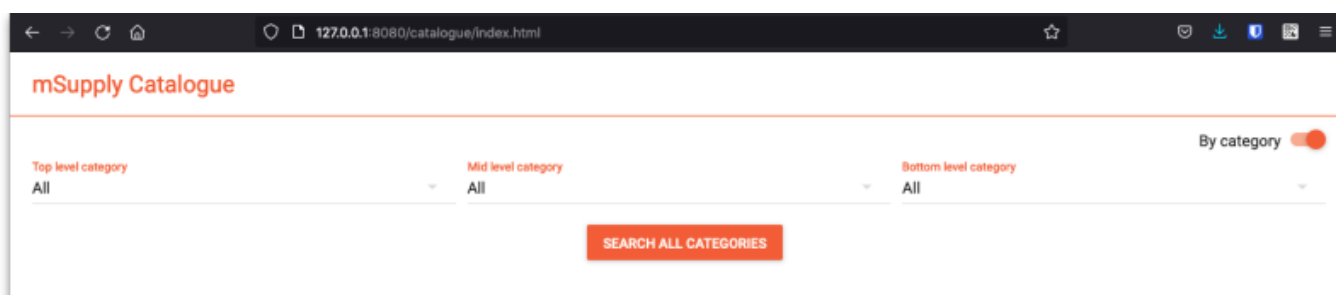 127.0.0.1:8080/catalogue/index.html
mSupply Catalogue
By category
Top level category Mid level category Bottom level category
All All All
SEARCH ALL CATEGORIES